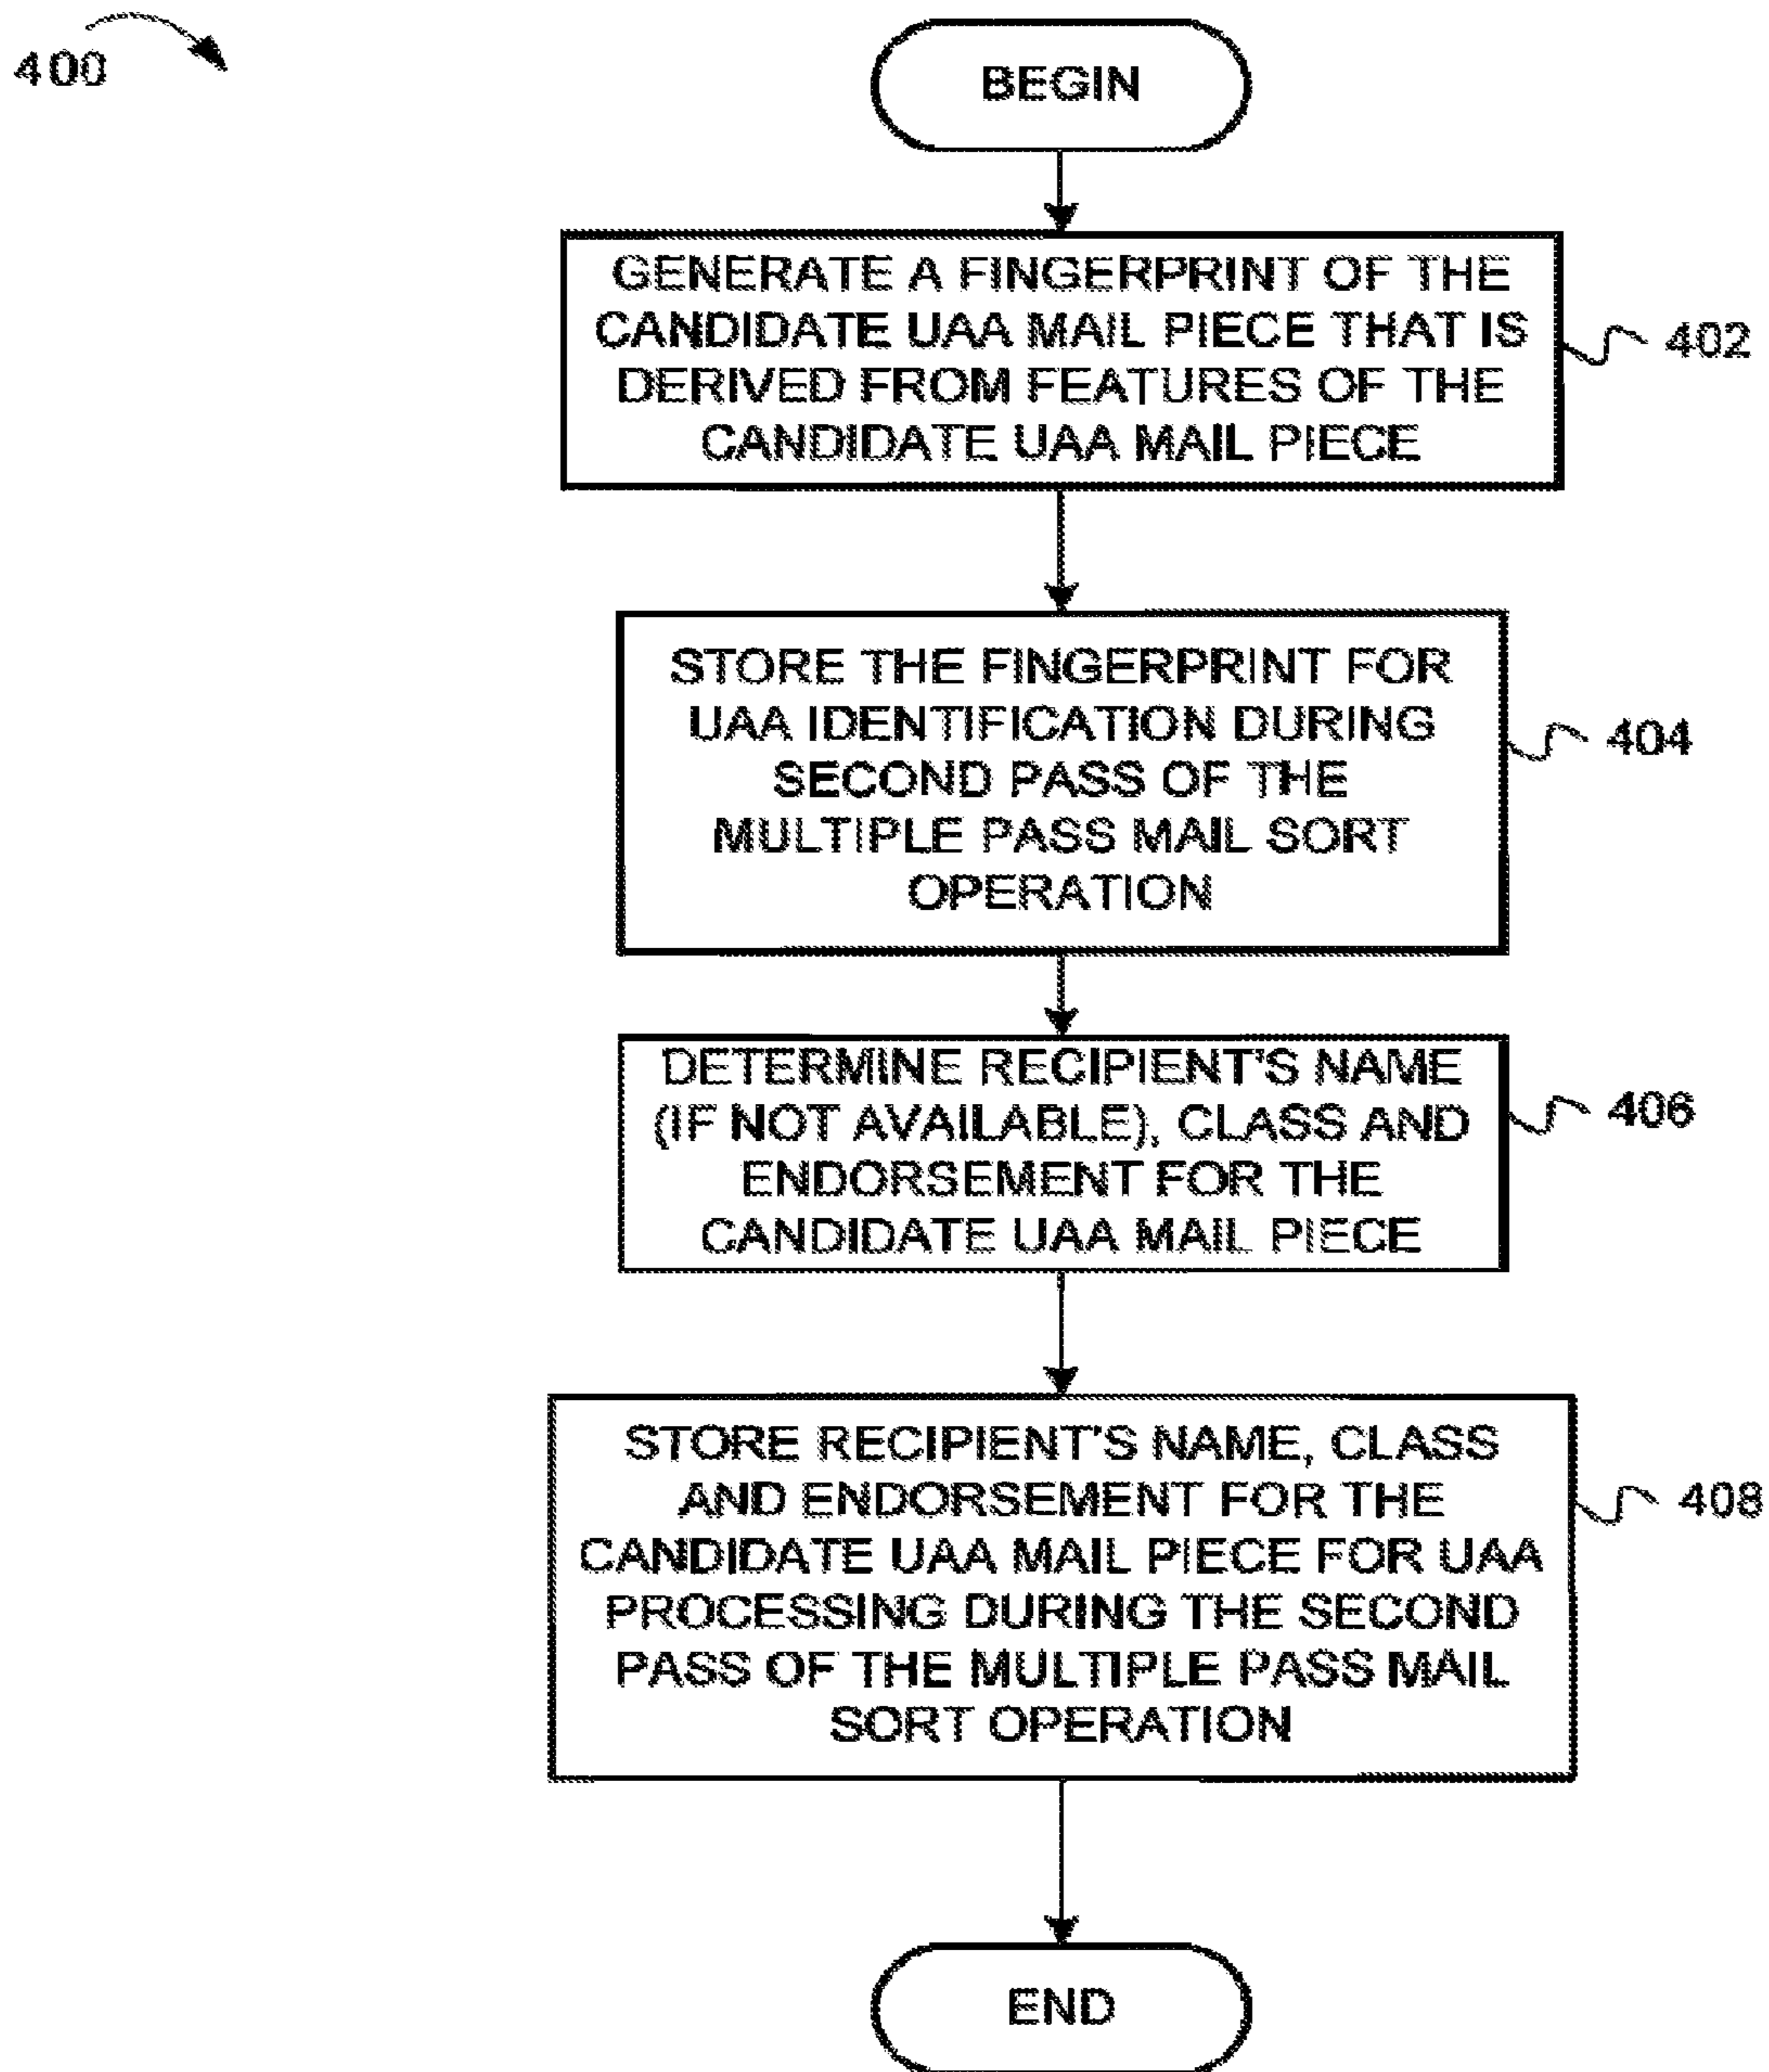 400
BEGIN
GENERATE A FINGERPRINT OF THE
CANDIDATE UAA MAIL PIECE THAT IS
DERIVED FROM FEATURES OF THE
CANDIDATE UAA MAIL PIECE
402
STORE THE FINGERPRINT FOR
UAA IDENTIFICATION DURING
SECOND PASS OF THE
MULTIPLE PASS MAIL SORT
OPERATION
404
DETERMINE RECIPIENT'S NAME
(IF NOT AVAILABLE), CLASS AND
ENDORSEMENT FOR THE
CANDIDATE UAA MAIL PIECE
406
STORE RECIPIENT'S NAME, CLASS
AND ENDORSEMENT FOR THE
CANDIDATE UAA MAIL PIECE FOR UAA
PROCESSING DURING THE SECOND
PASS OF THE MULTIPLE PASS MAIL
SORT OPERATION
408
END